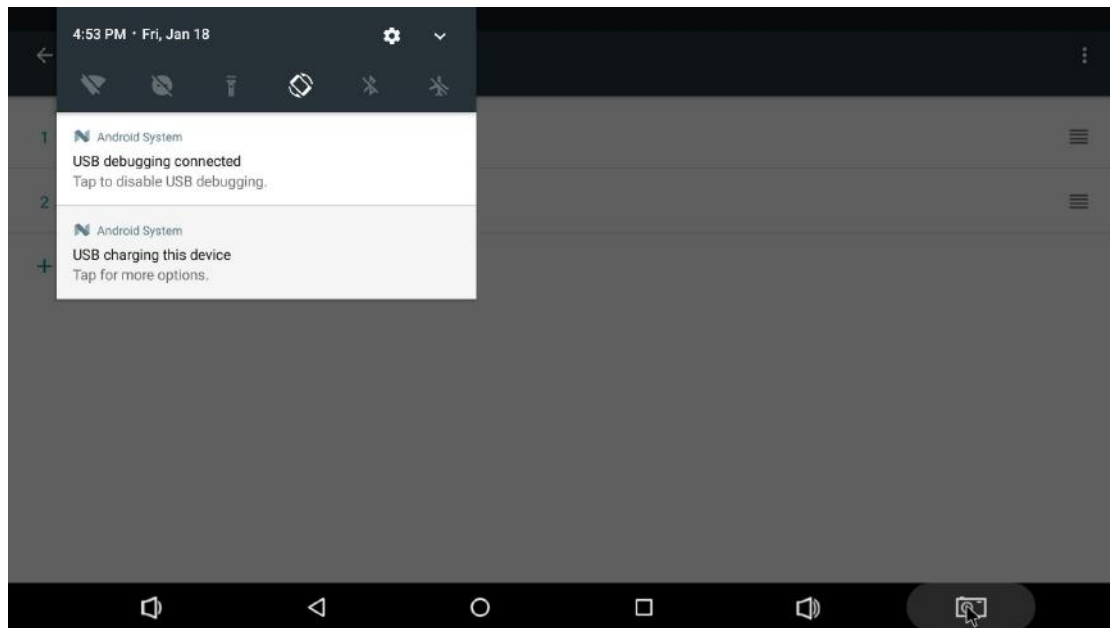 4:53 PM • Fri, Jan 18
1
Android System
USB debugging connected
Tap to disable USB debugging.
2
Android System
USB charging this device
+
Tap for more options.